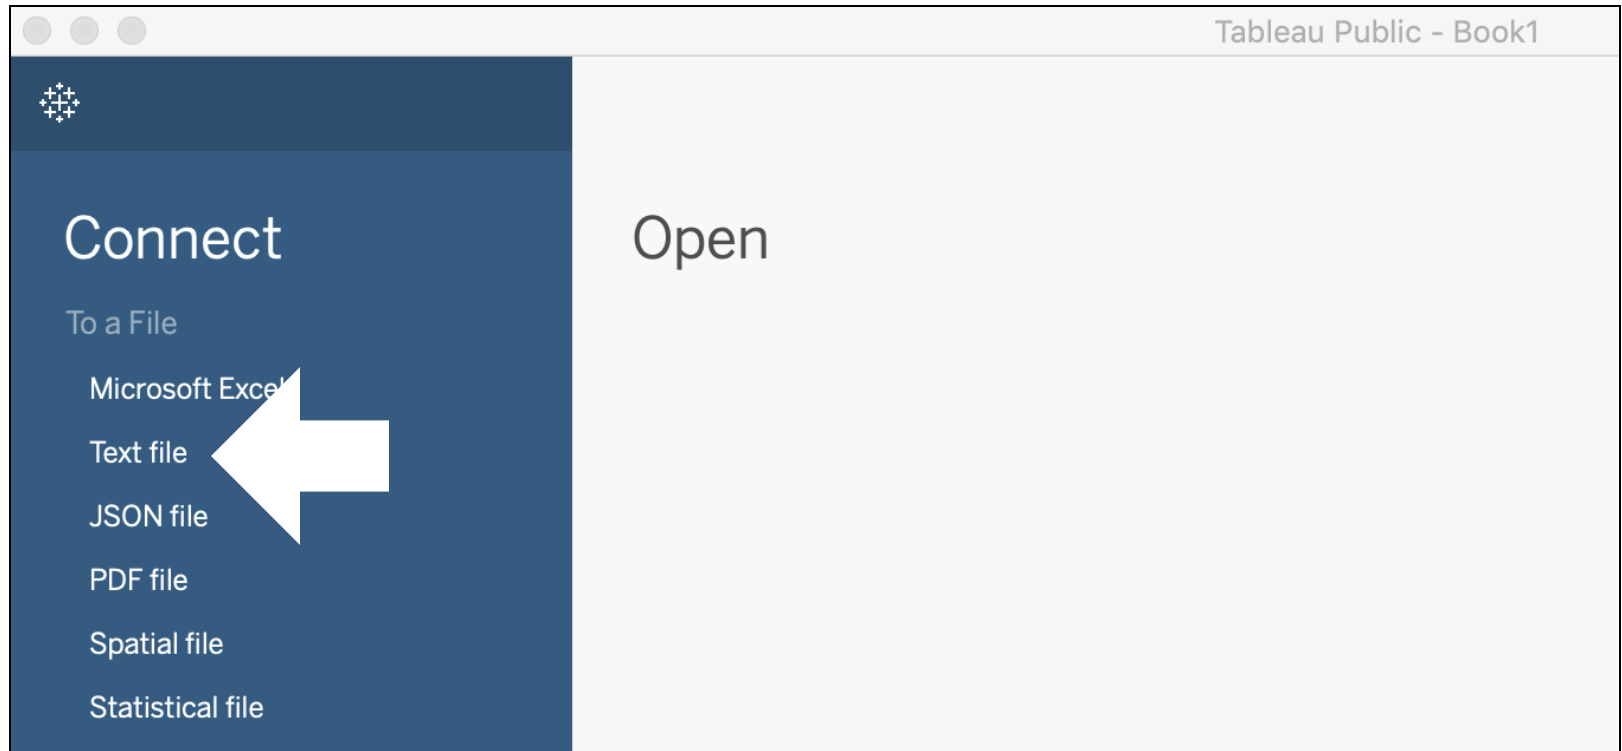 Tableau Public - Book1
Connect
Open
To a File
Microsoft Excel
Text file
JSON file
PDF file
Spatial file
Statistical file